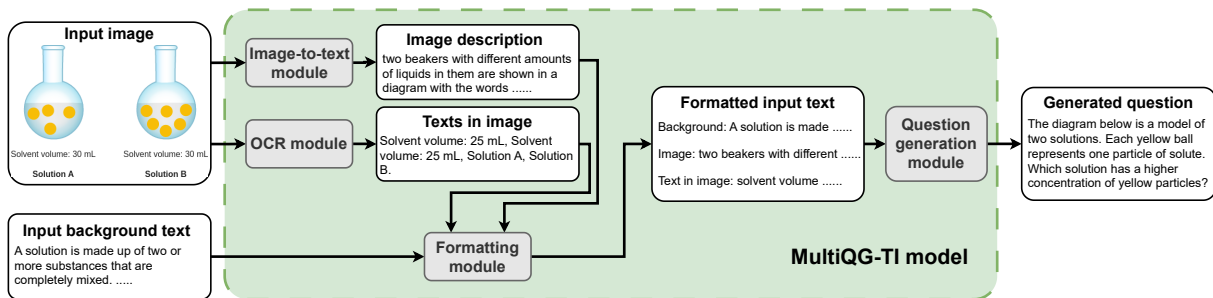 Input image
Solvent volume: 30 mL
Solvent volume: 30 mL
Solution A
Solution B
Input background text
A solution is made up of two or
more substances that are
completely mixed. .....
Image-to-text
module
OCR module
Image description
two beakers with different amounts
of liquids in them are shown in a
diagram with the words ......
Texts in image
Solvent volume: 25 mL, Solvent
volume: 25 mL, Solution A, Solution
B.
Formatting
module
Formatted input text
Background: A solution is made ......
Image: two beakers with different ......
Text in image: solvent volume ......
Question
generation
module
MultiQG-TI model
Generated question
The diagram below is a model of
two solutions. Each yellow ball
represents one particle of solute.
Which solution has a higher
concentration of yellow particles?